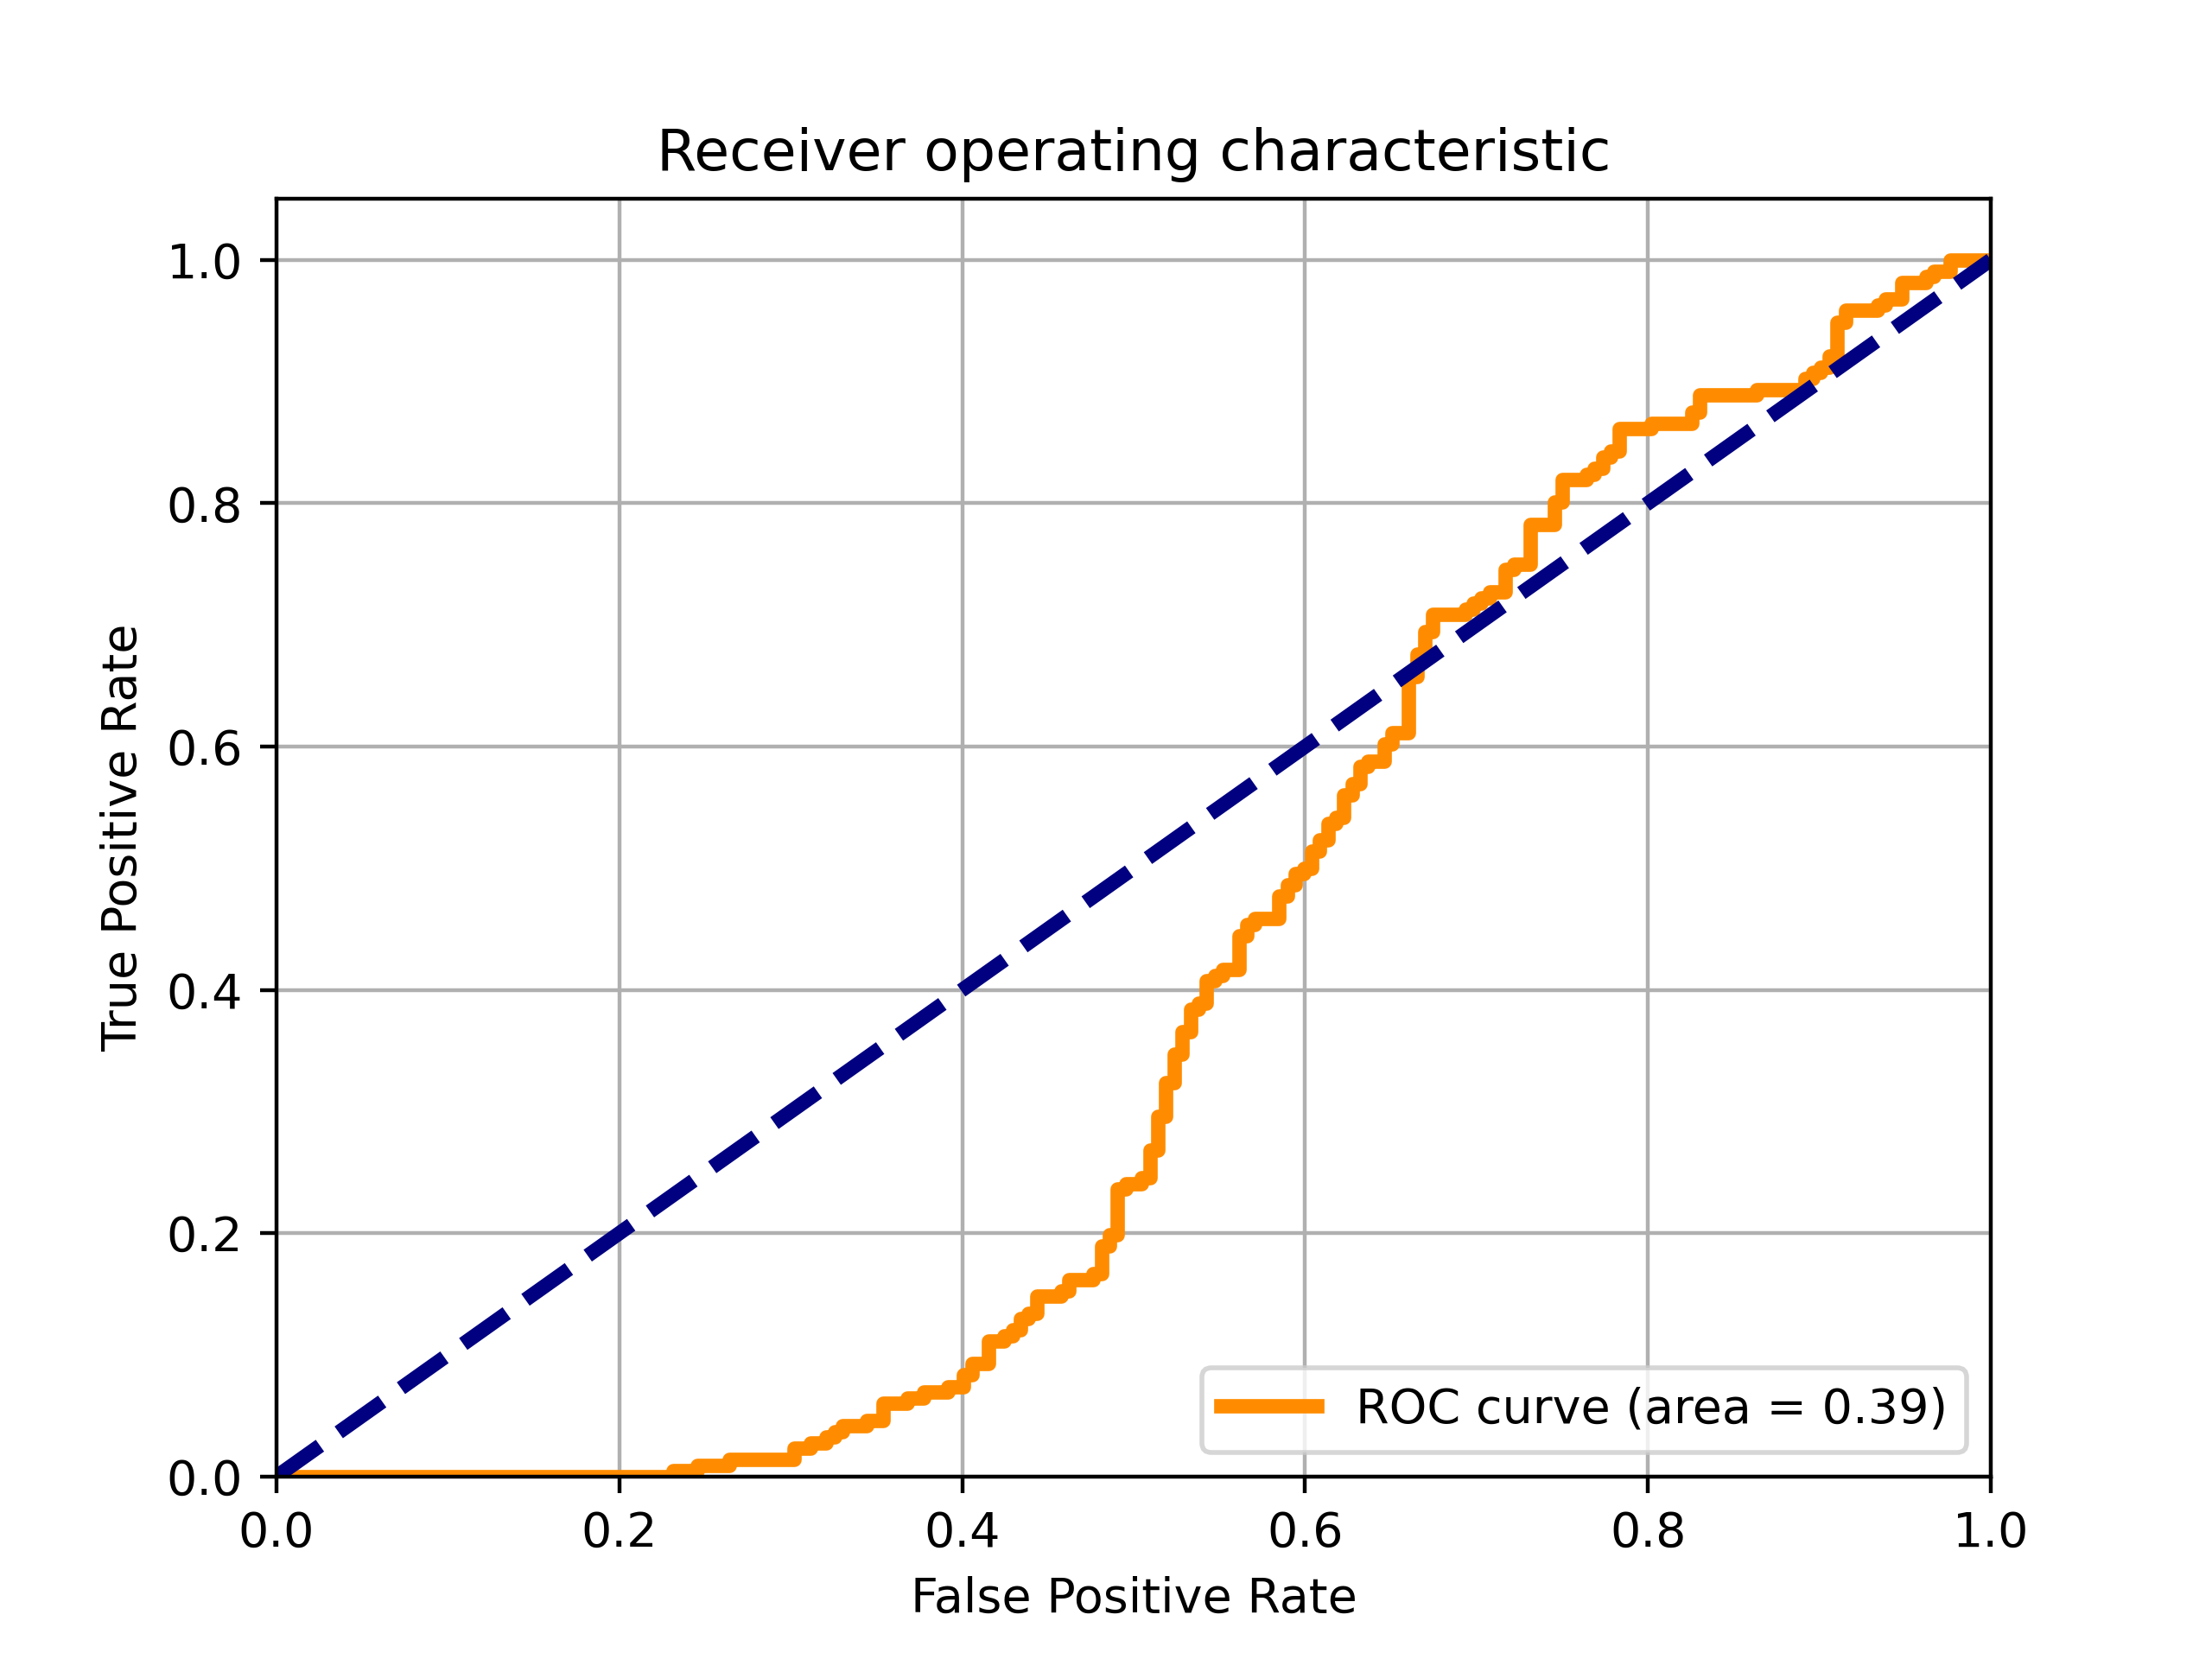 Receiver operating characteristic
1.0
0.8
0.6
0.4
0.2
0.0
True Positive Rate
ROC curve (area = 0.39)
0.0 0.2 0.4 0.6 0.8 1.0
False Positive Rate